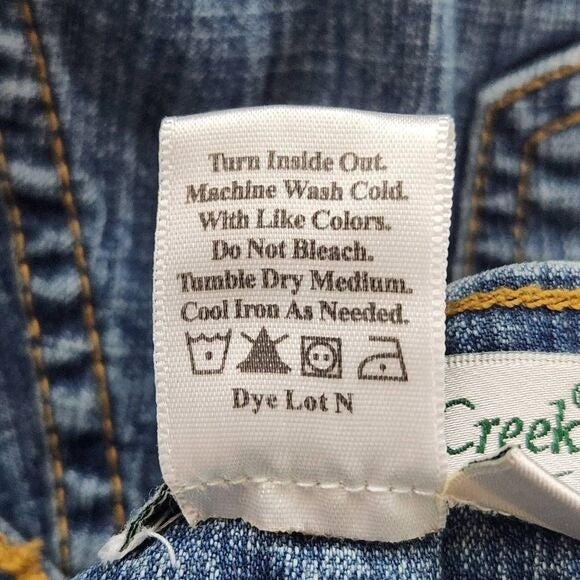 Turn Inside Out.
Machine Wash Cold.
With Like Colors.
Do Not Bleach.
Tumble Dry Medium.
Cool Iron As Needed.
Dye Lot N
Creek